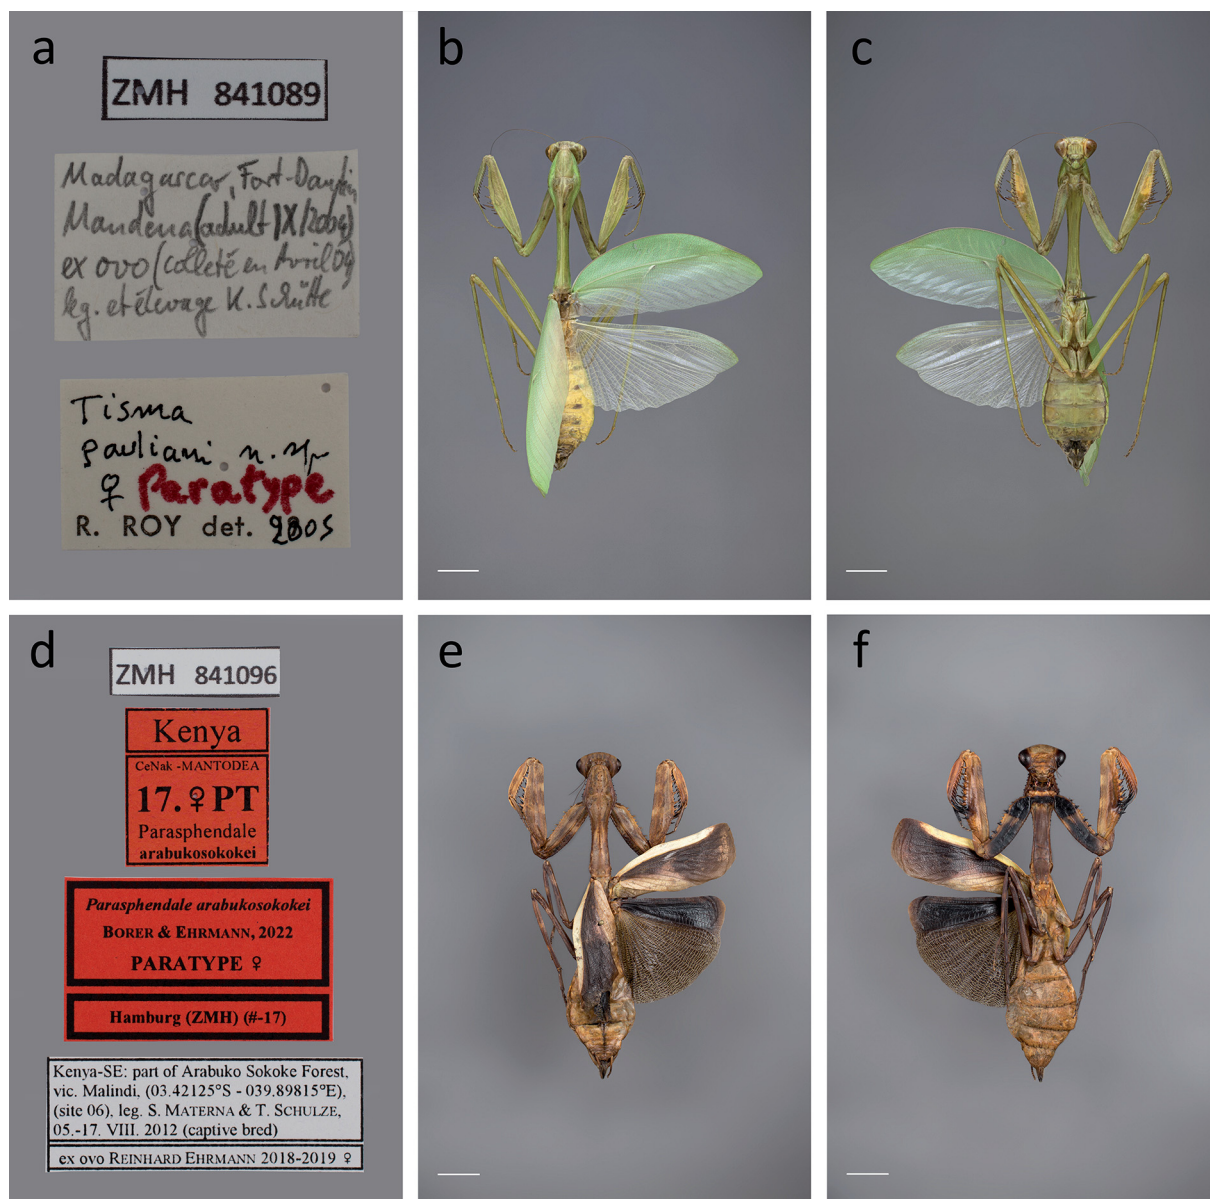 a
ZMH 841089
Madagascar, Fort-Dauphin
Mandena (adult IX/2004)
ex ovo (colleté en Avril 04)
leg. et élevage K. Schütte
Tisma
pauliani n. sp
♀ Paratype
R. ROY det. 2005
b
c
d
ZMH 841096
Kenya
CeNak -MANTODEA
17.♀PT
Parasphendale
arabukosokokei
Parasphendale arabukosokokei
BORER & EHRMANN, 2022
PARATYPE ♀
Hamburg (ZMH) (#-17)
Kenya-SE: part of Arabuko Sokoke Forest,
vic. Malindi, (03.42125°S - 039.89815°E),
(site 06), leg. S. MATERNA & T. SCHULZE,
05.-17. VIII. 2012 (captive bred)
ex ovo REINHARD EHRMANN 2018-2019 ♀
e
f